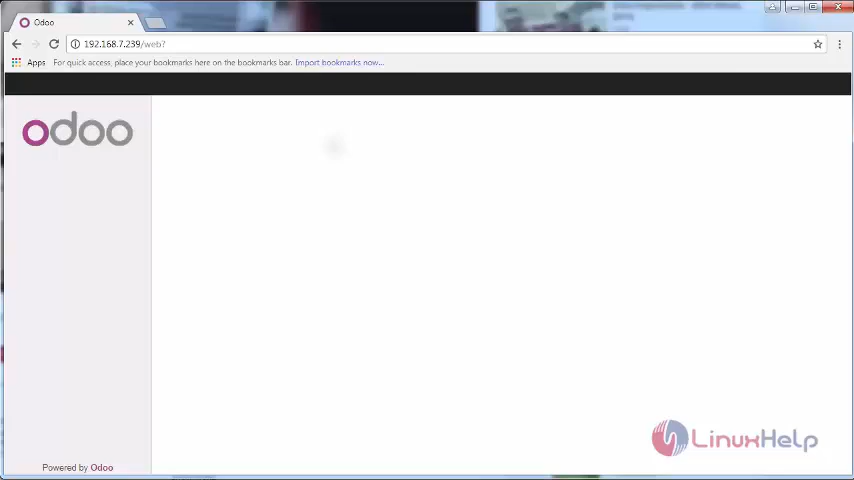 Odoo
192.168.7.239/web?
Apps For quick access, place your bookmarks here on the bookmarks bar. Import bookmarks now...
odoo
LinuxHelp
Powered by Odoo